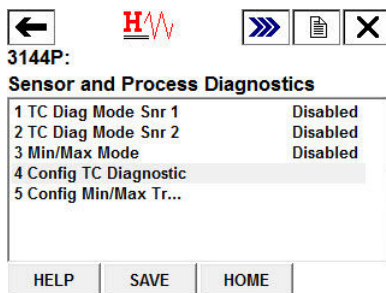 H
3144P:
Sensor and Process Diagnostics
1 TC Diag Mode Snr 1 Disabled
2 TC Diag Mode Snr 2 Disabled
3 Min/Max Mode Disabled
4 Config TC Diagnostic
5 Config Min/Max Tr...
HELP SAVE HOME